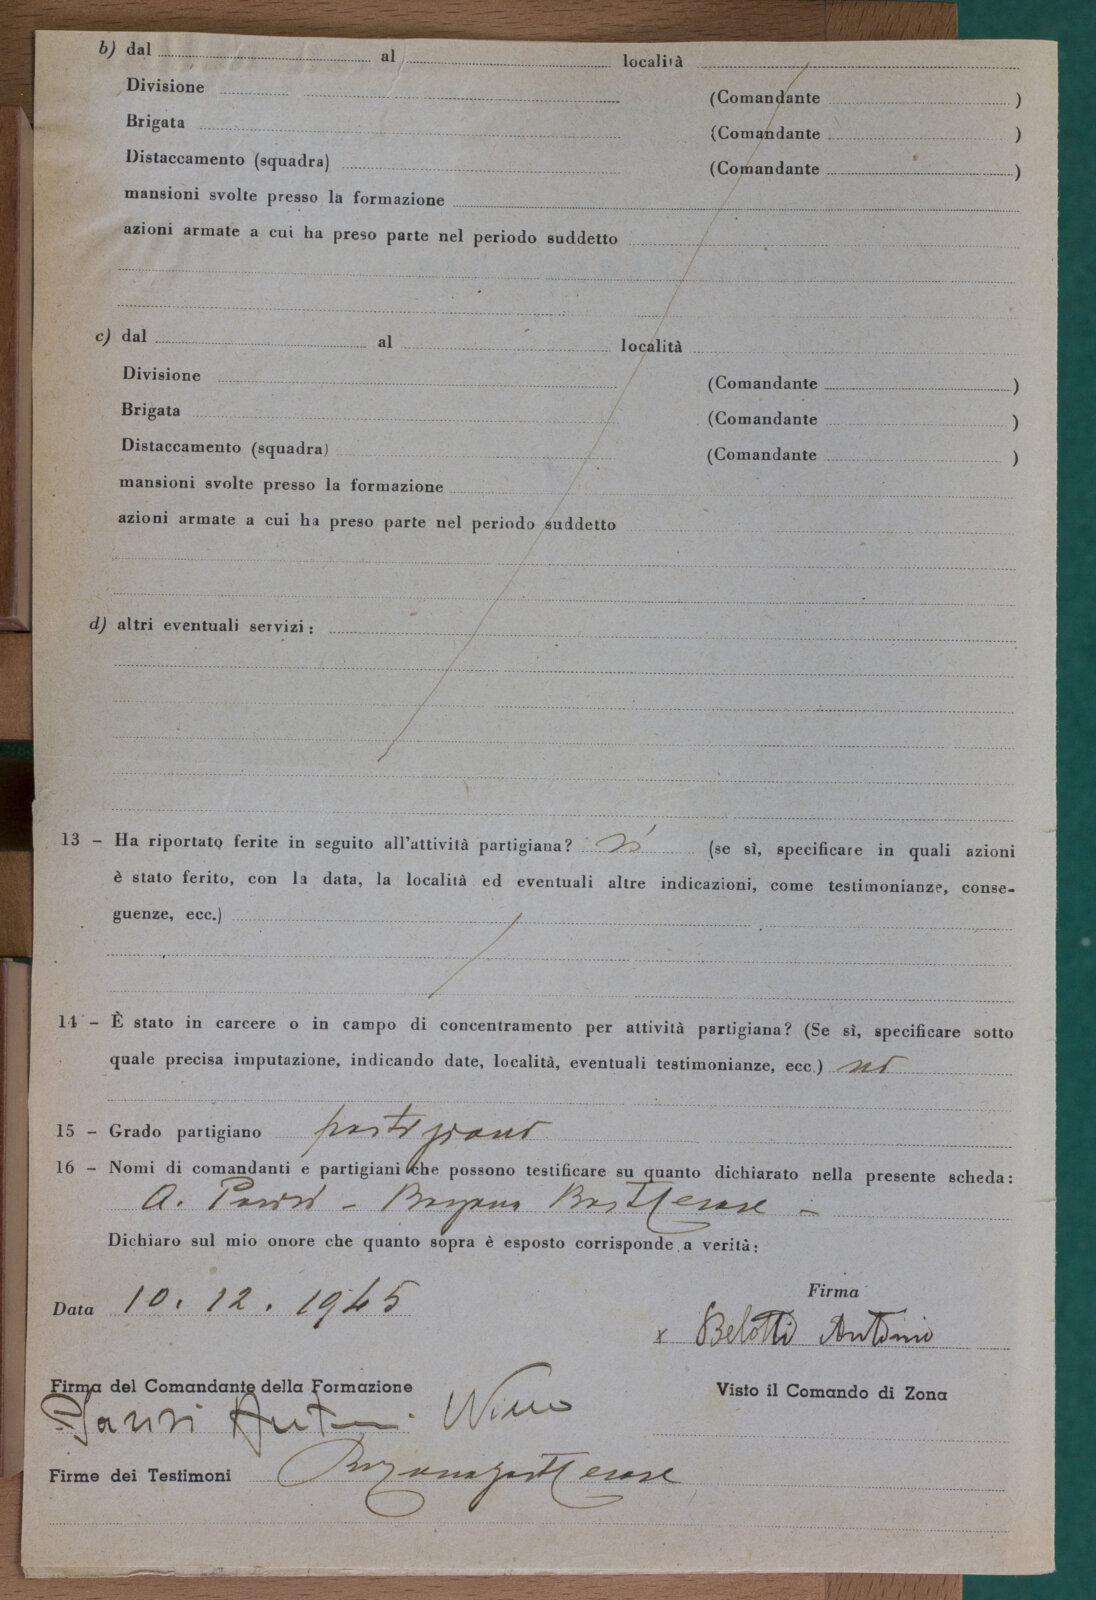 b) dal al località
Divisione (Comandante )
Brigata (Comandante )
Distaccamento (squadra) (Comandante )
mansioni svolte presso la formazione
azioni armate a cui ha preso parte nel periodo suddetto
c) dal al località
Divisione (Comandante )
Brigata (Comandante )
Distaccamento (squadra) (Comandante )
mansioni svolte presso la formazione
azioni armate a cui ha preso parte nel periodo suddetto
d) altri eventuali servizi :
13 – Ha riportato ferite in seguito all'attività partigiana? sì (se sì, specificare in quali azioni
è stato ferito, con la data, la località ed eventuali altre indicazioni, come testimonianze, conse-
guenze, ecc.)
14 – È stato in carcere o in campo di concentramento per attività partigiana? (Se sì, specificare sotto
quale precisa imputazione, indicando date, località, eventuali testimonianze, ecc.) no
15 – Grado partigiano partigiano
16 – Nomi di comandanti e partigiani che possono testificare su quanto dichiarato nella presente scheda :
A. Parisi –
Dichiaro sul mio onore che quanto sopra è esposto corrisponde a verità :
Data 10. 12. 1945
Firma
x Belotti Antonio
Firma del Comandante della Formazione
Visto il Comando di Zona
Parisi Nino
Firme dei Testimoni